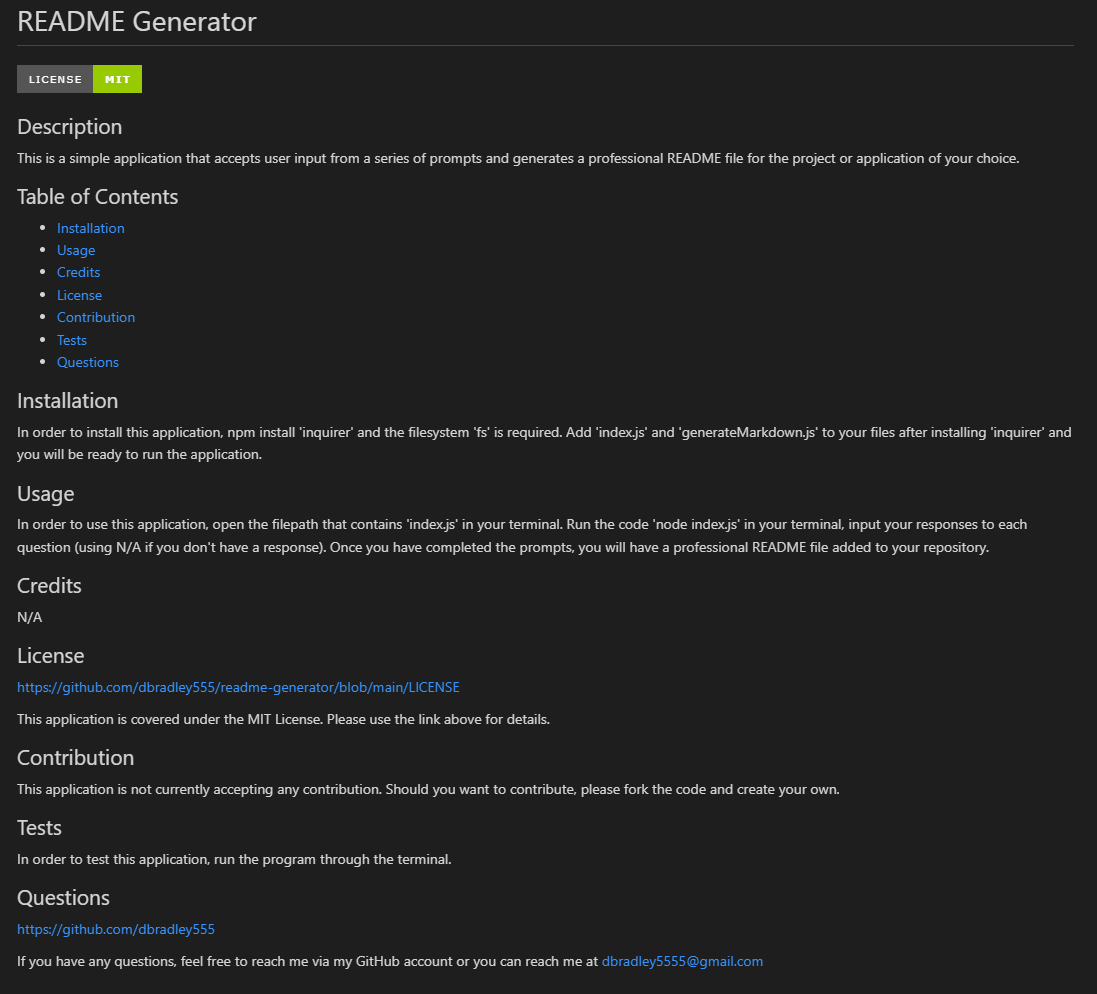 README Generator
LICENSE MIT
Description
This is a simple application that accepts user input from a series of prompts and generates a professional README file for the project or application of your choice.
Table of Contents
Installation
Usage
Credits
License
Contribution
Tests
Questions
Installation
In order to install this application, npm install 'inquirer' and the filesystem 'fs' is required. Add 'index.js' and 'generateMarkdown.js' to your files after installing 'inquirer' and
you will be ready to run the application.
Usage
In order to use this application, open the filepath that contains 'index.js' in your terminal. Run the code 'node index.js' in your terminal, input your responses to each
question (using N/A if you don't have a response). Once you have completed the prompts, you will have a professional README file added to your repository.
Credits
N/A
License
https://github.com/dbradley555/readme-generator/blob/main/LICENSE
This application is covered under the MIT License. Please use the link above for details.
Contribution
This application is not currently accepting any contribution. Should you want to contribute, please fork the code and create your own.
Tests
In order to test this application, run the program through the terminal.
Questions
https://github.com/dbradley555
If you have any questions, feel free to reach me via my GitHub account or you can reach me at dbradley5555@gmail.com